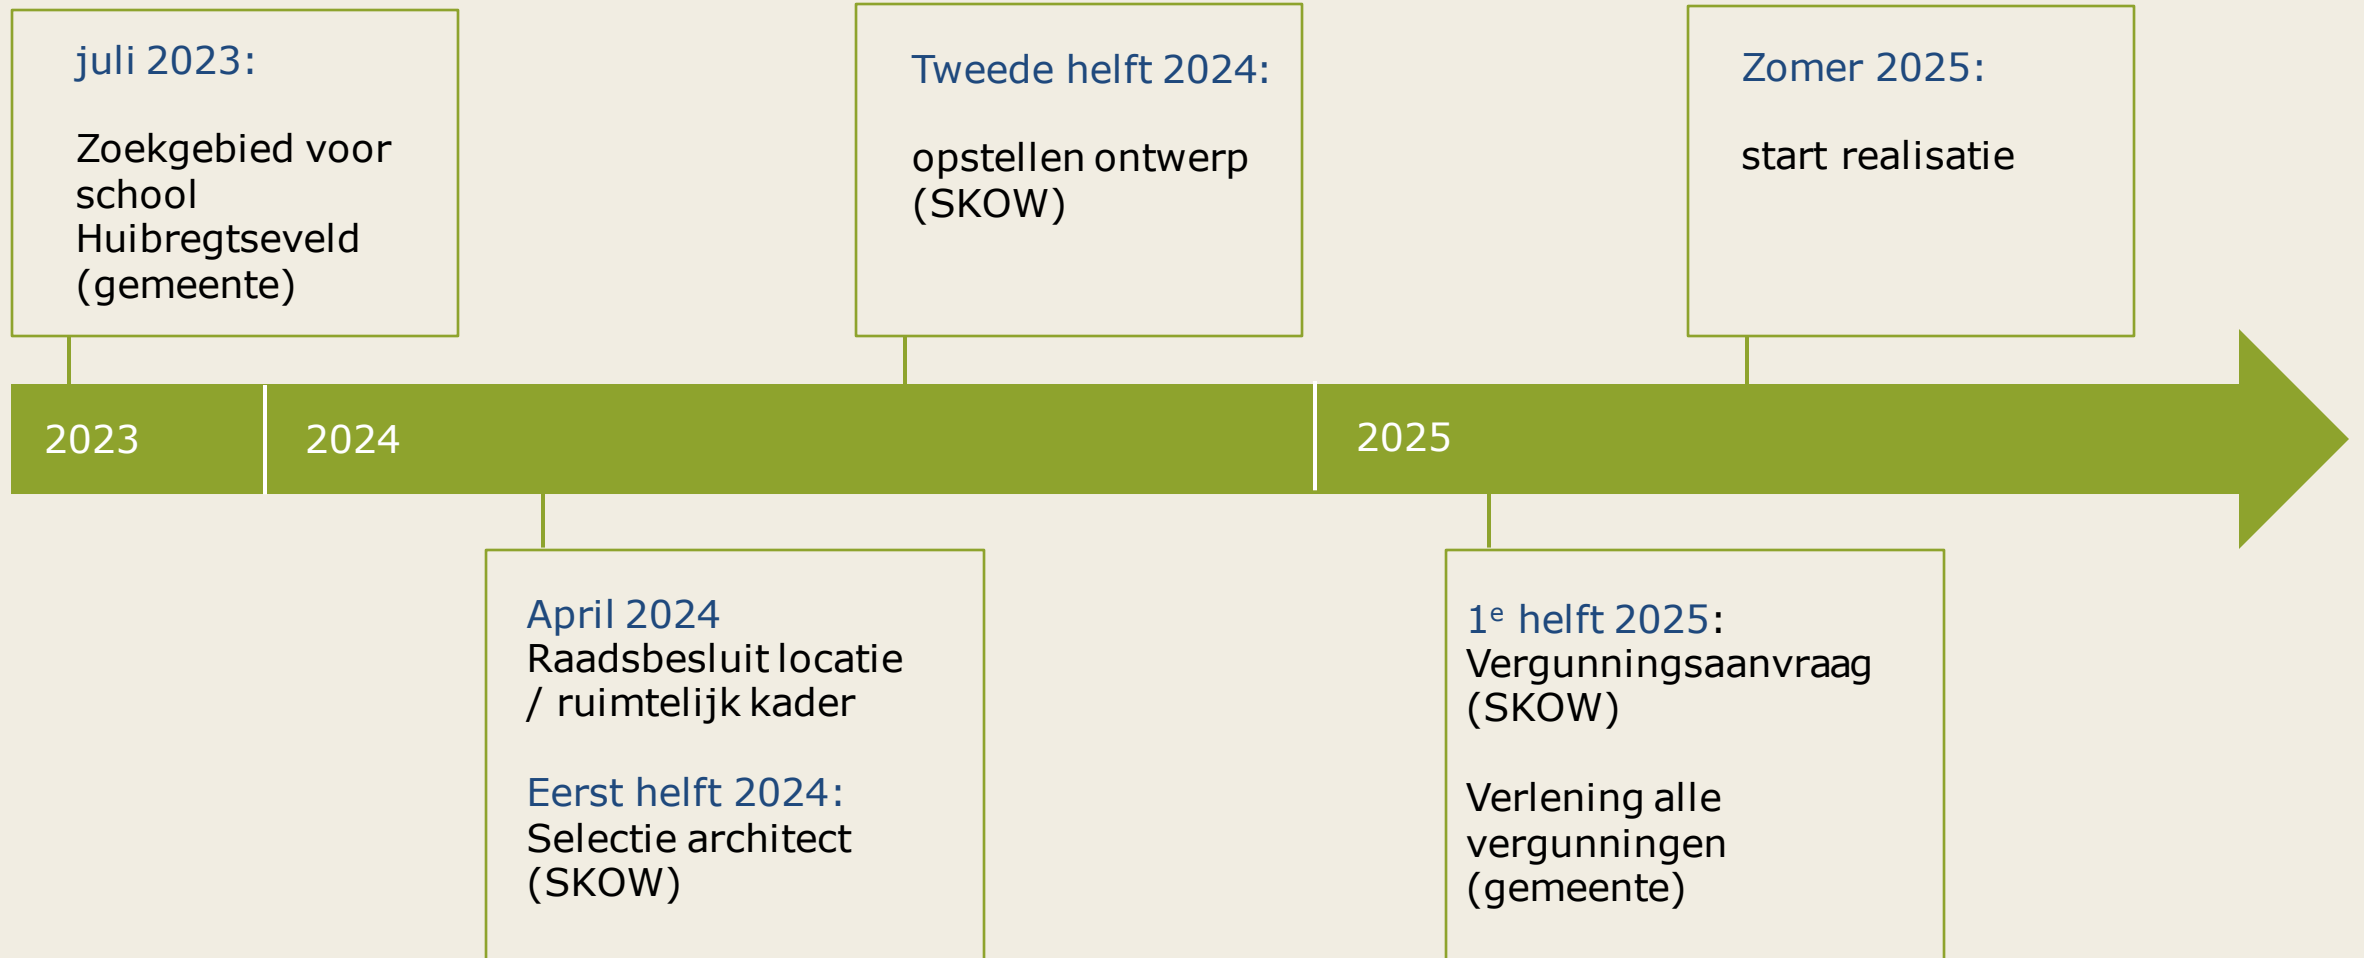 juli 2023:
Zoekgebied voor
school
Huibregtseveld
(gemeente)
Tweede helft 2024:
opstellen ontwerp
(SKOW)
Zomer 2025:
start realisatie
2023
2024
2025
April 2024
Raadsbesluit locatie
/ ruimtelijk kader
Eerst helft 2024:
Selectie architect
(SKOW)
1e helft 2025:
Vergunningsaanvraag
(SKOW)
Verlening alle
vergunningen
(gemeente)